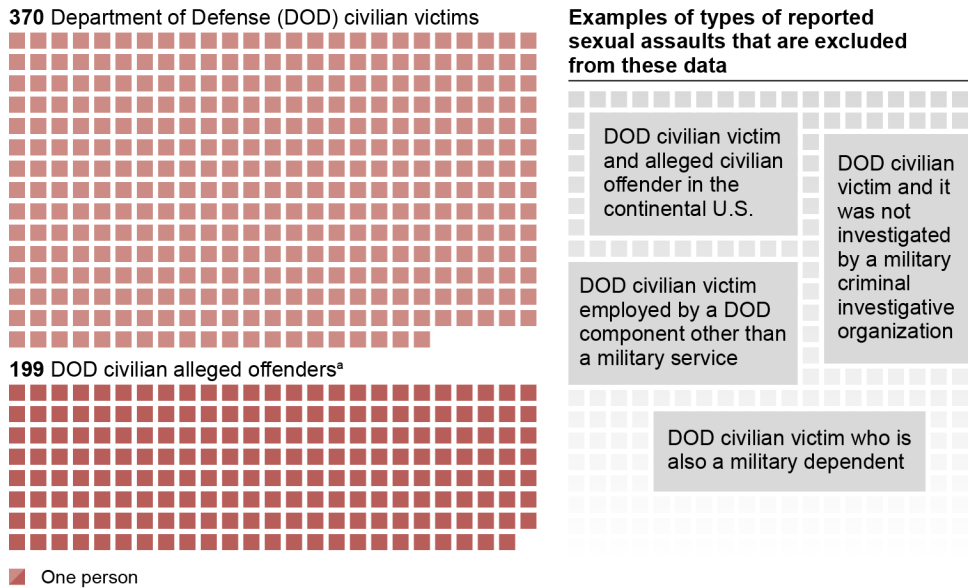 370 Department of Defense (DOD) civilian victims
199 DOD civilian alleged offendersᵃ
One person
Examples of types of reported
sexual assaults that are excluded
from these data
DOD civilian victim
and alleged civilian
offender in the
continental U.S.
DOD civilian
victim and it
was not
investigated
by a military
criminal
investigative
organization
DOD civilian victim
employed by a DOD
component other than
a military service
DOD civilian victim who is
also a military dependent